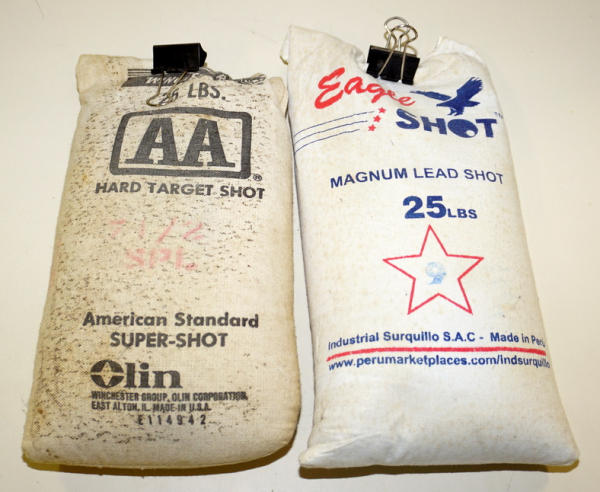 LBS.
AA
®
HARD TARGET SHOT
7 1/2
SPL
American Standard
SUPER-SHOT
Olin
WINCHESTER GROUP, OLIN CORPORATION,
EAST ALTON, IL. MADE IN U.S.A.
E114942
Eagle
SHOT
TM
MAGNUM LEAD SHOT
25LBS
9
Industrial Surquillo S.A.C - Made in Peru
www.perumarketplaces.com/indsurquillo